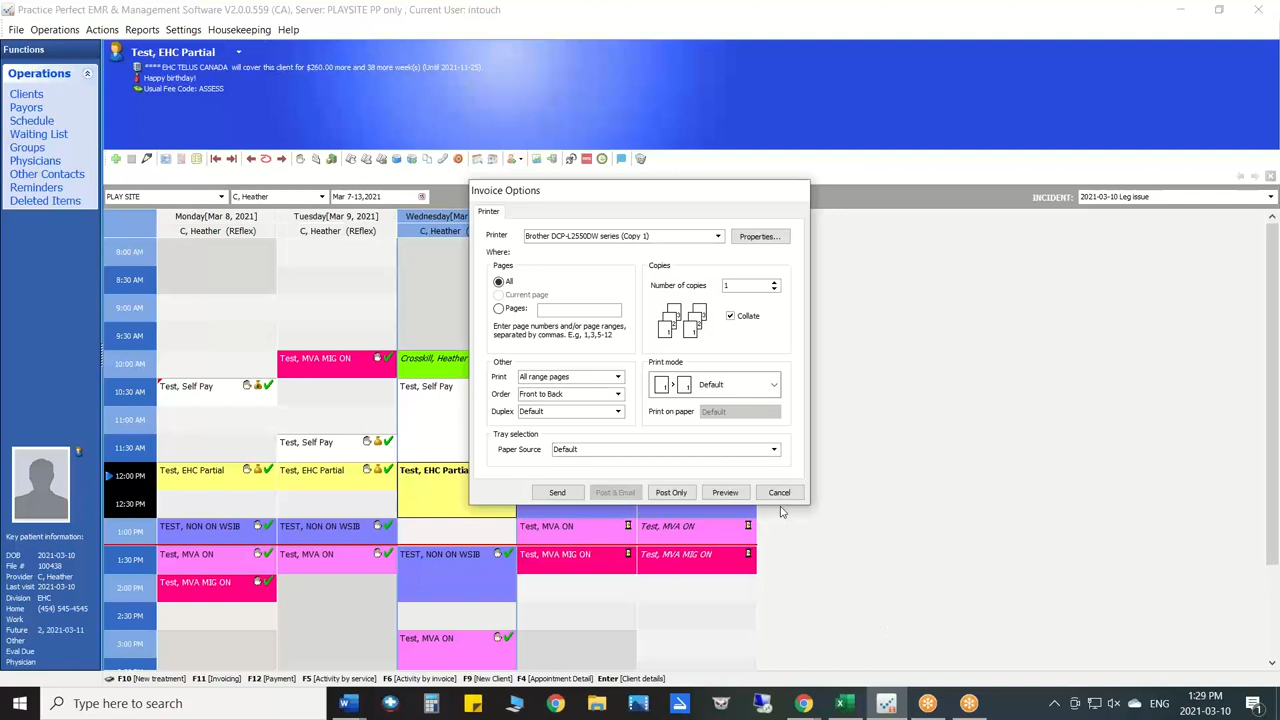 Practice Perfect EMR & Management Software V2.0.0.559 (CA), Server: PLAYSITE PP only , Current User: intouch
File Operations Actions Reports Settings Housekeeping Help
Functions
Operations
Clients
Payors
Schedule
Waiting List
Groups
Physicians
Other Contacts
Reminders
Deleted Items
Key patient information:
DOB 2021-03-10
File # 100438
Provider C, Heather
Last visit 2021-03-10
Division EHC
Home (454) 545-4545
Work
Future 2, 2021-03-11
Other
Eval Due
Physician
Test, EHC Partial
**** EHC TELUS CANADA will cover this client for $260.00 more and 38 more week(s) (Until 2021-11-25).
Happy birthday!
Usual Fee Code: ASSESS
PLAY SITE C, Heather Mar 7-13,2021 INCIDENT: 2021-03-10 Leg issue
Monday[Mar 8, 2021] Tuesday[Mar 9, 2021] Wednesday[Mar
C, Heather (REflex) C, Heather (REflex) C, Heather
8:00 AM
8:30 AM
9:00 AM
9:30 AM
10:00 AM Test, MVA MIG ON Crosskill, Heather
10:30 AM Test, Self Pay Test, Self Pay
11:00 AM
11:30 AM Test, Self Pay
12:00 PM Test, EHC Partial Test, EHC Partial Test, EHC Partial
12:30 PM
1:00 PM TEST, NON ON WSIB TEST, NON ON WSIB Test, MVA ON Test, MVA ON
1:30 PM Test, MVA ON Test, MVA ON TEST, NON ON WSIB Test, MVA MIG ON Test, MVA MIG ON
2:00 PM Test, MVA MIG ON
2:30 PM
3:00 PM Test, MVA ON
Invoice Options
Printer
Printer Brother DCP-L2550DW series (Copy 1) Properties...
Where:
Pages
All
Current page
Pages:
Enter page numbers and/or page ranges,
separated by commas. E.g, 1,3,5-12
Copies
Number of copies 1
Collate
Other
Print All range pages
Order Front to Back
Duplex Default
Print mode
Default
Print on paper Default
Tray selection
Paper Source Default
Send Post & Email Post Only Preview Cancel
F10 [New treatment] F11 [Invoicing] F12 [Payment] F5 [Activity by service] F6 [Activity by invoice] F9 [New Client] F4 [Appointment Detail] Enter [Client details]
Type here to search
ENG
1:29 PM
2021-03-10